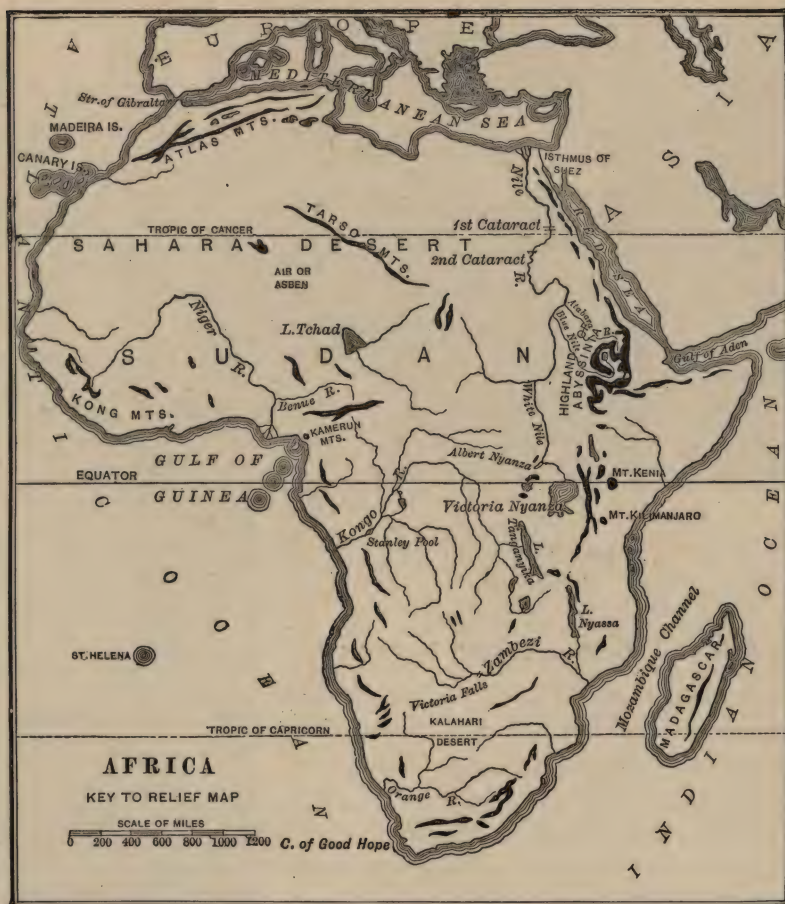 EUROPE
ASIA
ATLANTIC OCEAN
MEDITERRANEAN SEA
Str. of Gibraltar
MADEIRA IS.
CANARY IS.
ATLAS MTS.
ISTHMUS OF
SUEZ
Nile
R.
RED SEA
TROPIC OF CANCER
SAHARA DESERT
TARSO MTS.
1st Cataract
2nd Cataract
AIR OR
ASBEN
Niger
R.
L. Tchad
SUDAN
Blue Nile
HIGHLAND OF
ABYSSINIA
Gulf of Aden
KONG MTS.
Benue R.
White Nile
KAMERUN
MTS.
Albert Nyanza
GULF OF
GUINEA
EQUATOR
MT. KENIA
Victoria Nyanza
MT. KILIMANJARO
Kongo
R.
Stanley Pool
L.
Tanganyika
L.
Nyassa
ST. HELENA
Zambezi
R.
Victoria Falls
Mozambique Channel
MADAGASCAR
INDIAN OCEAN
KALAHARI
DESERT
TROPIC OF CAPRICORN
Orange R.
C. of Good Hope
AFRICA
KEY TO RELIEF MAP
SCALE OF MILES
0 200 400 600 800 1000 1200